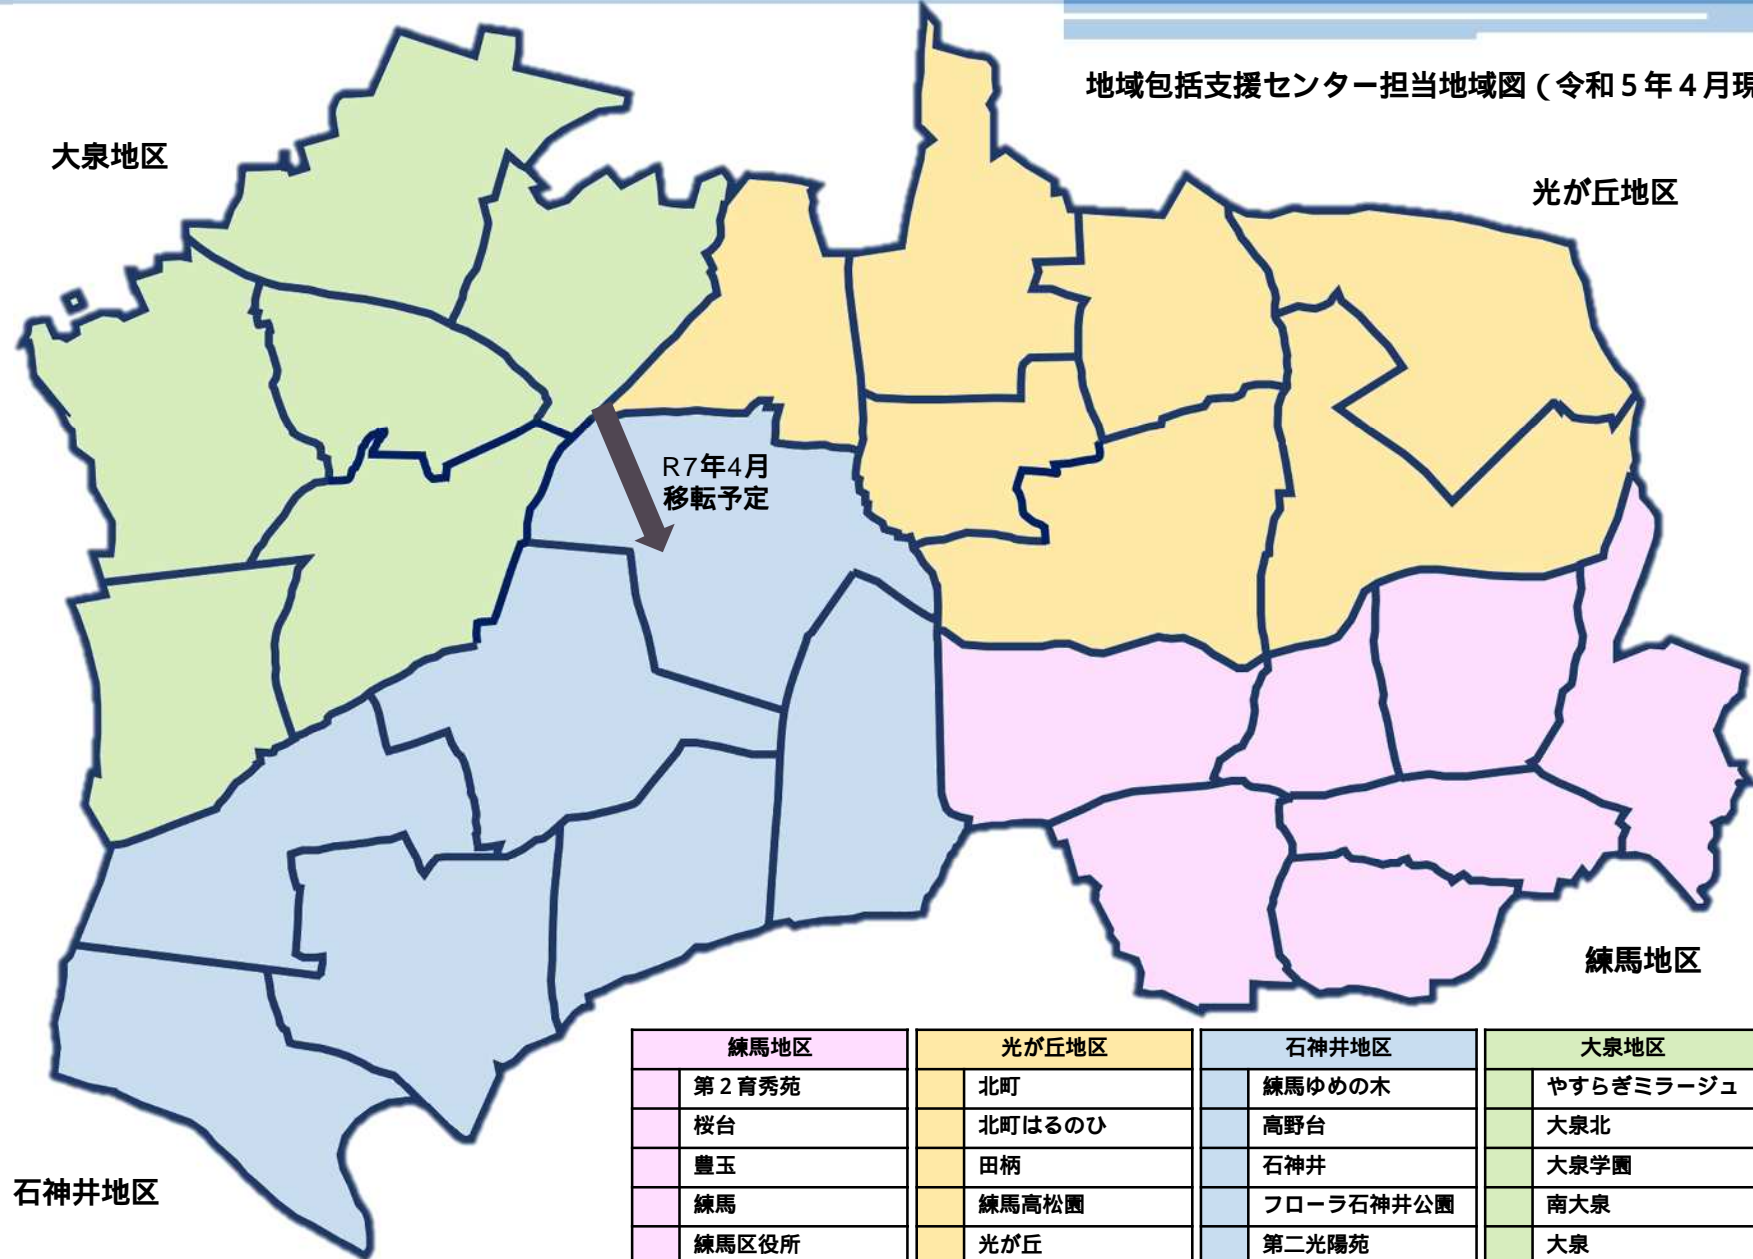 地域包括支援センター担当地域図（令和５年４月現
大泉地区
光が丘地区
R7年4月
移転予定
練馬地区
石神井地区
練馬地区 光が丘地区 石神井地区 大泉地区
第２育秀苑 北町 練馬ゆめの木 やすらぎミラージュ
桜台 北町はるのひ 高野台 大泉北
豊玉 田柄 石神井 大泉学園
練馬 練馬高松園 フローラ石神井公園 南大泉
練馬区役所 光が丘 第二光陽苑 大泉